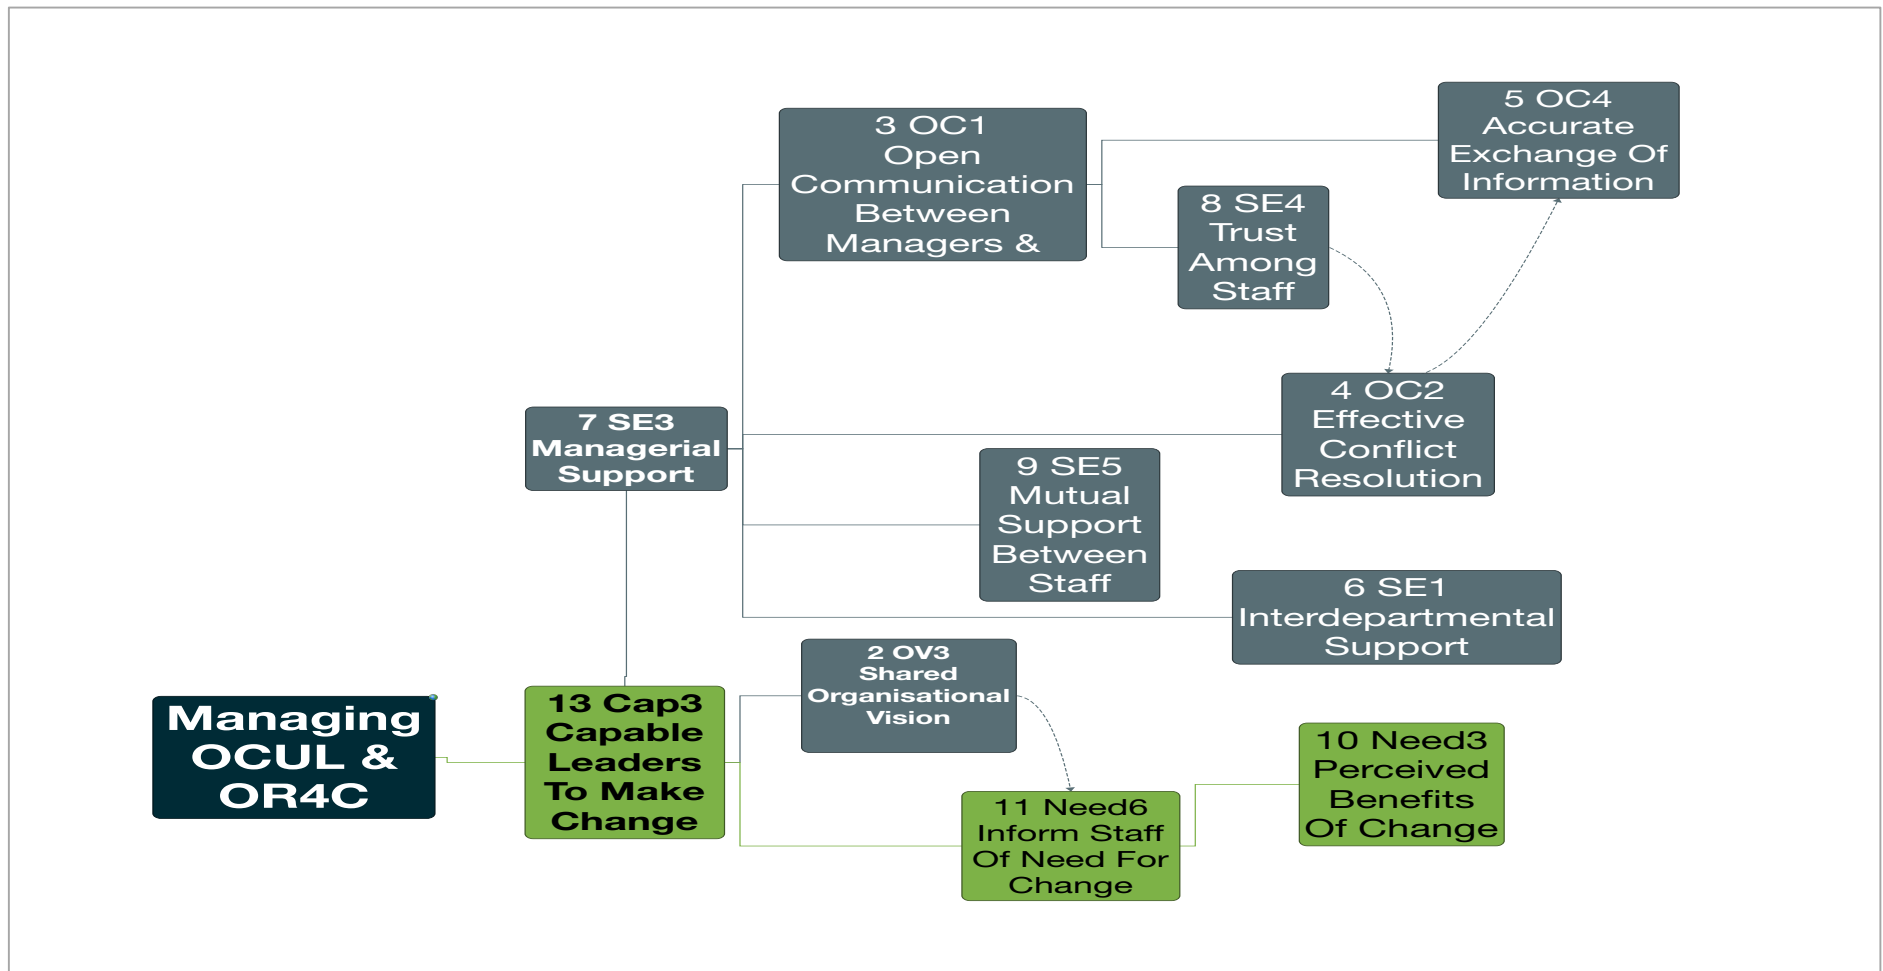 3 OC1
Open
Communication
Between
Managers &
5 OC4
Accurate
Exchange Of
Information
8 SE4
Trust
Among
Staff
7 SE3
Managerial
Support
4 OC2
Effective
Conflict
Resolution
9 SE5
Mutual
Support
Between
Staff
6 SE1
Interdepartmental
Support
2 OV3
Shared
Organisational
Vision
Managing
OCUL &
OR4C
13 Cap3
Capable
Leaders
To Make
Change
11 Need6
Inform Staff
Of Need For
Change
10 Need3
Perceived
Benefits
Of Change